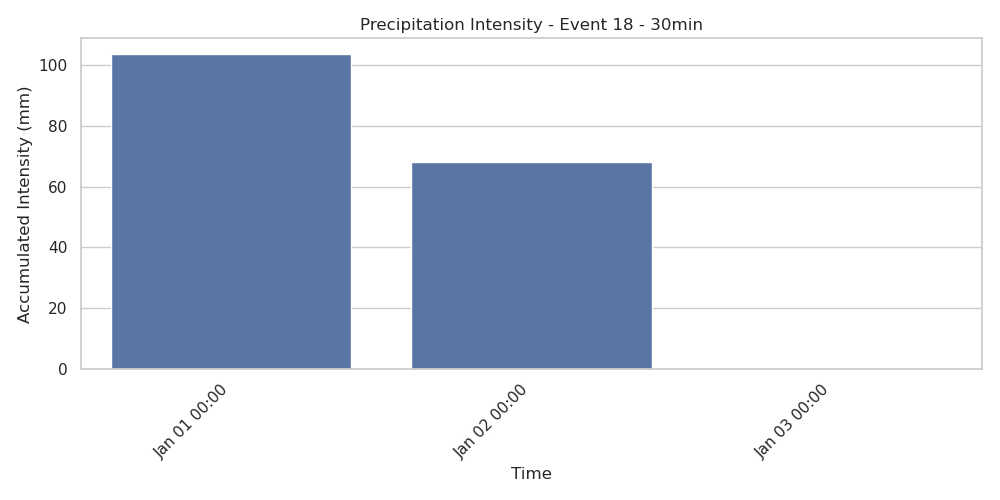 Precipitation Intensity - Event 18 - 30min
Accumulated Intensity (mm)
100
80
60
40
20
0
Jan 01 00:00
Jan 02 00:00
Jan 03 00:00
Time